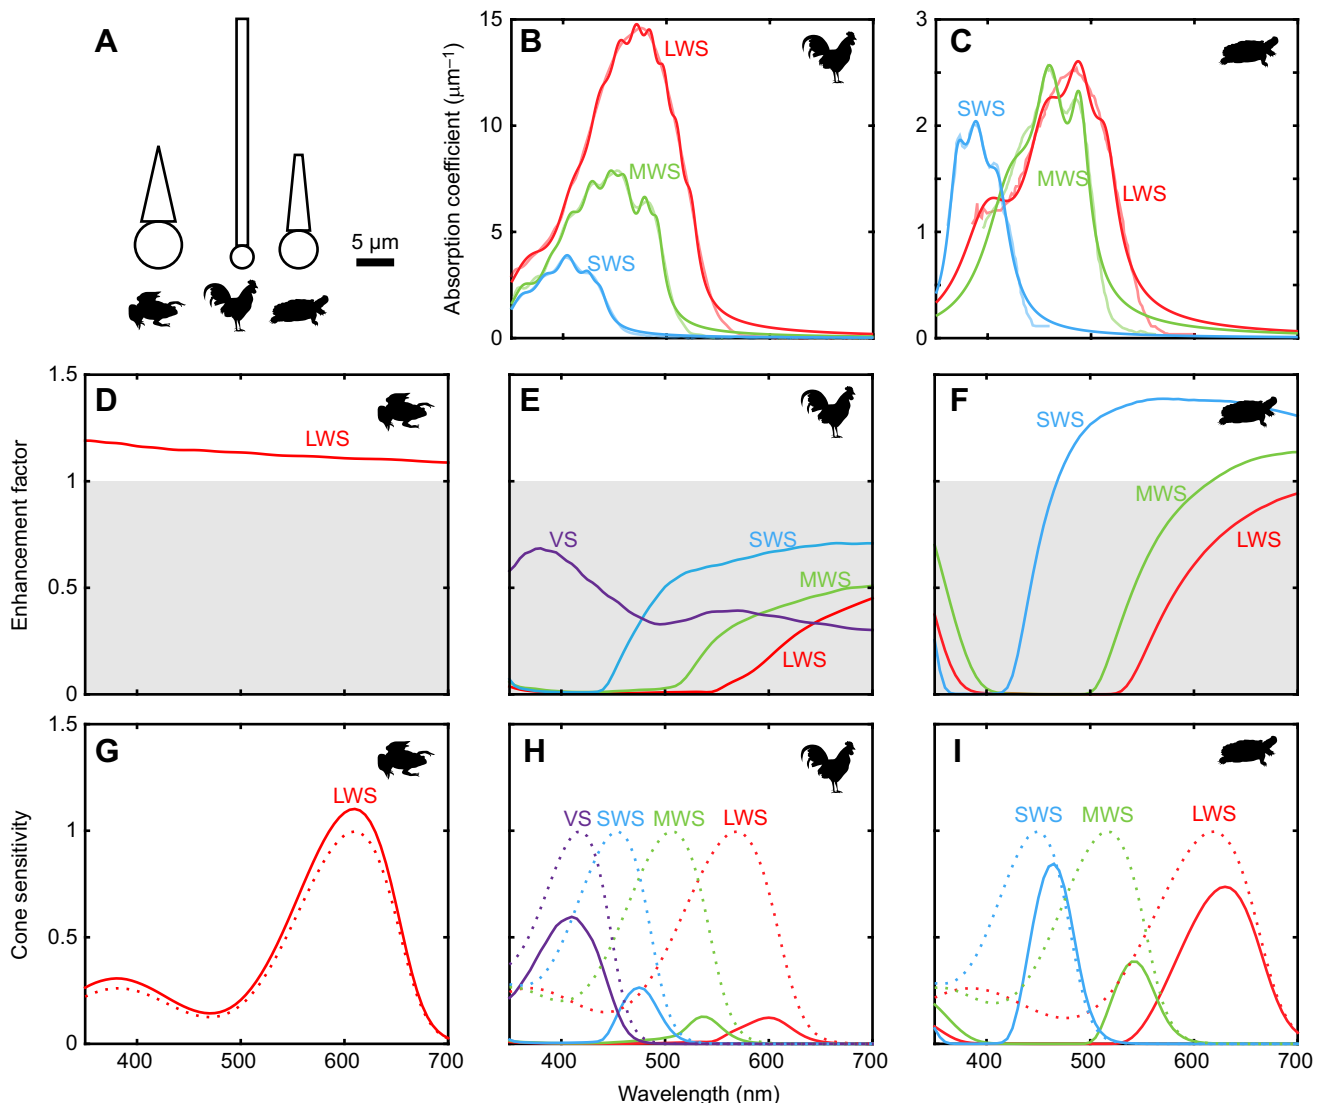 A
5 µm
B
LWS
MWS
SWS
15
10
5
0
Absorption coefficient (µm⁻¹)
C
SWS
MWS
LWS
3
2
1
0
D
LWS
1.5
1
0.5
0
Enhancement factor
E
VS
SWS
MWS
LWS
F
SWS
MWS
LWS
G
LWS
1.5
1
0.5
0
Cone sensitivity
400 500 600 700
H
VS SWS MWS LWS
400 500 600 700
I
SWS MWS LWS
400 500 600 700
Wavelength (nm)